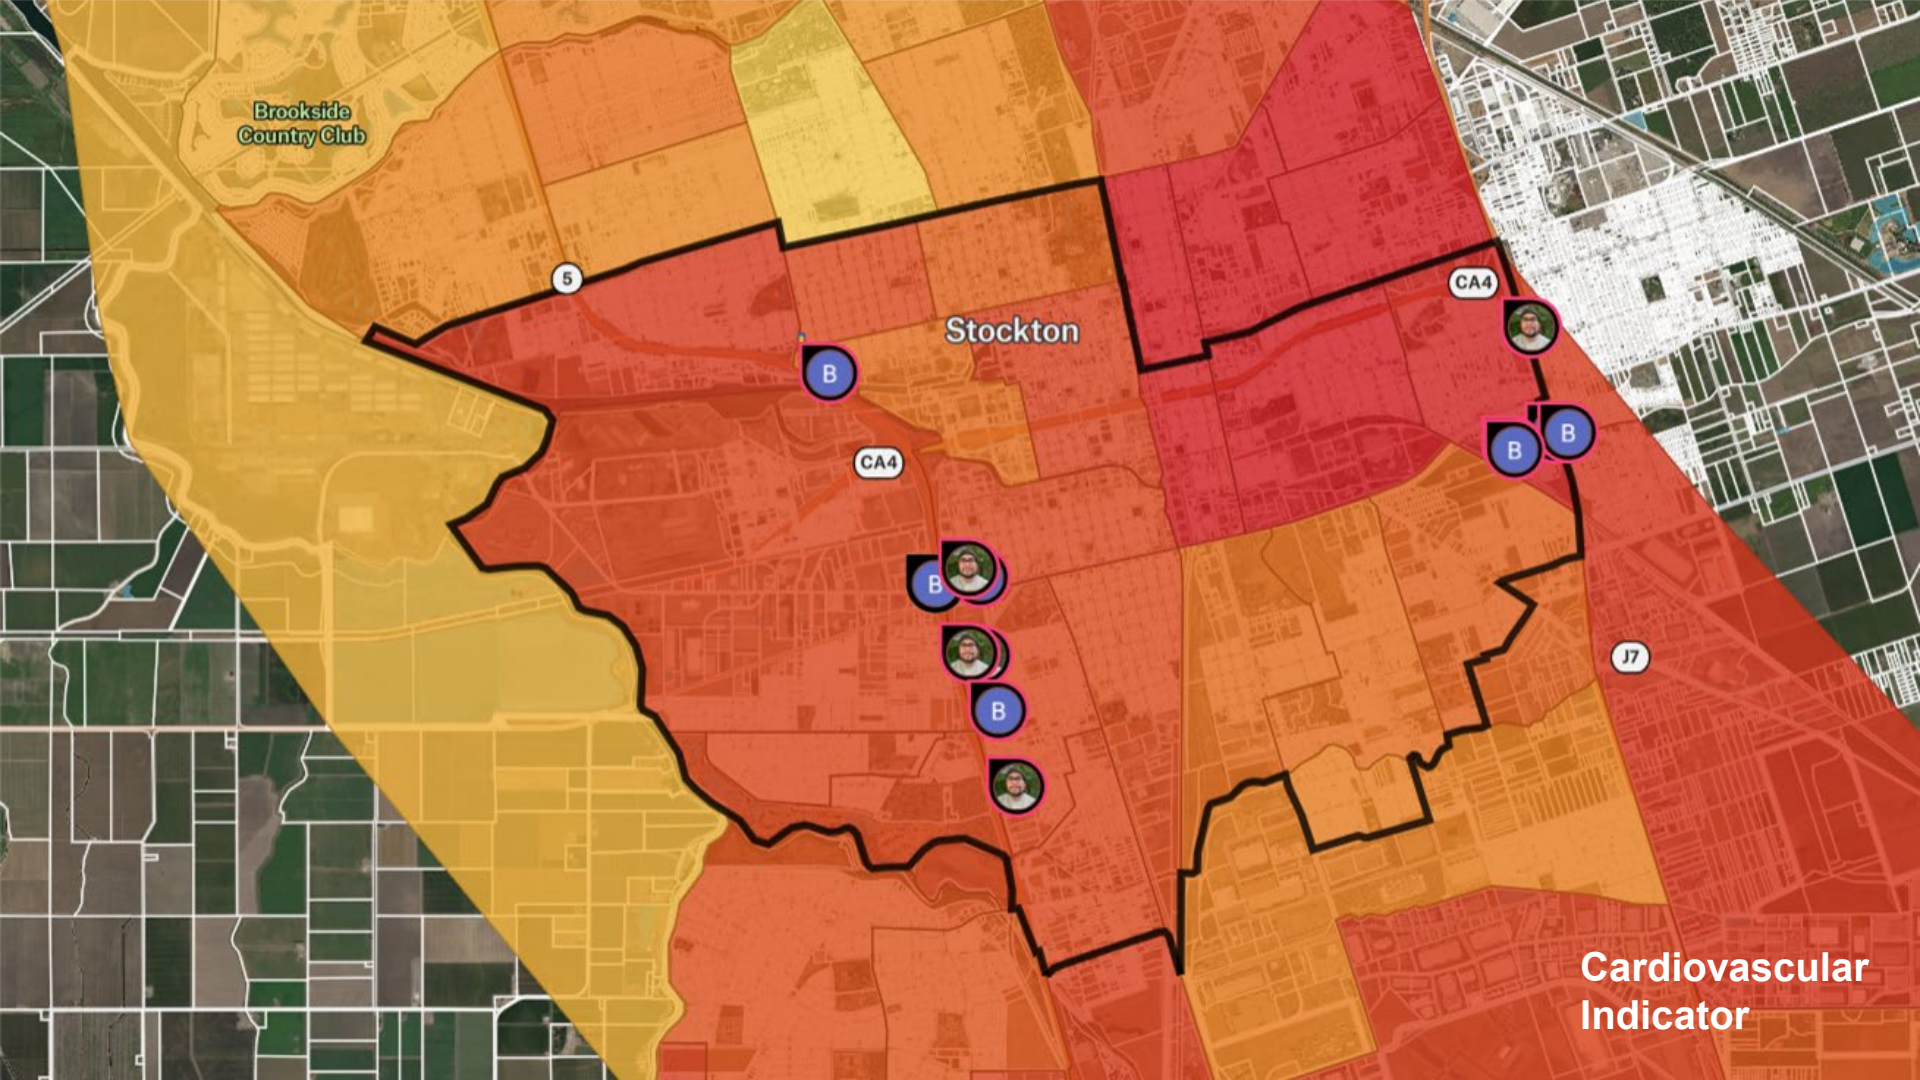 Brookside
Country Club
5
CA4
Stockton
B
CA4
B
B
B
J7
B
Cardiovascular
Indicator